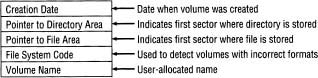 Creation Date Date when volume was created
Pointer to Directory Area Indicates first sector where directory is stored
Pointer to File Area Indicates first sector where file is stored
File System Code Used to detect volumes with incorrect formats
Volume Name User-allocated name